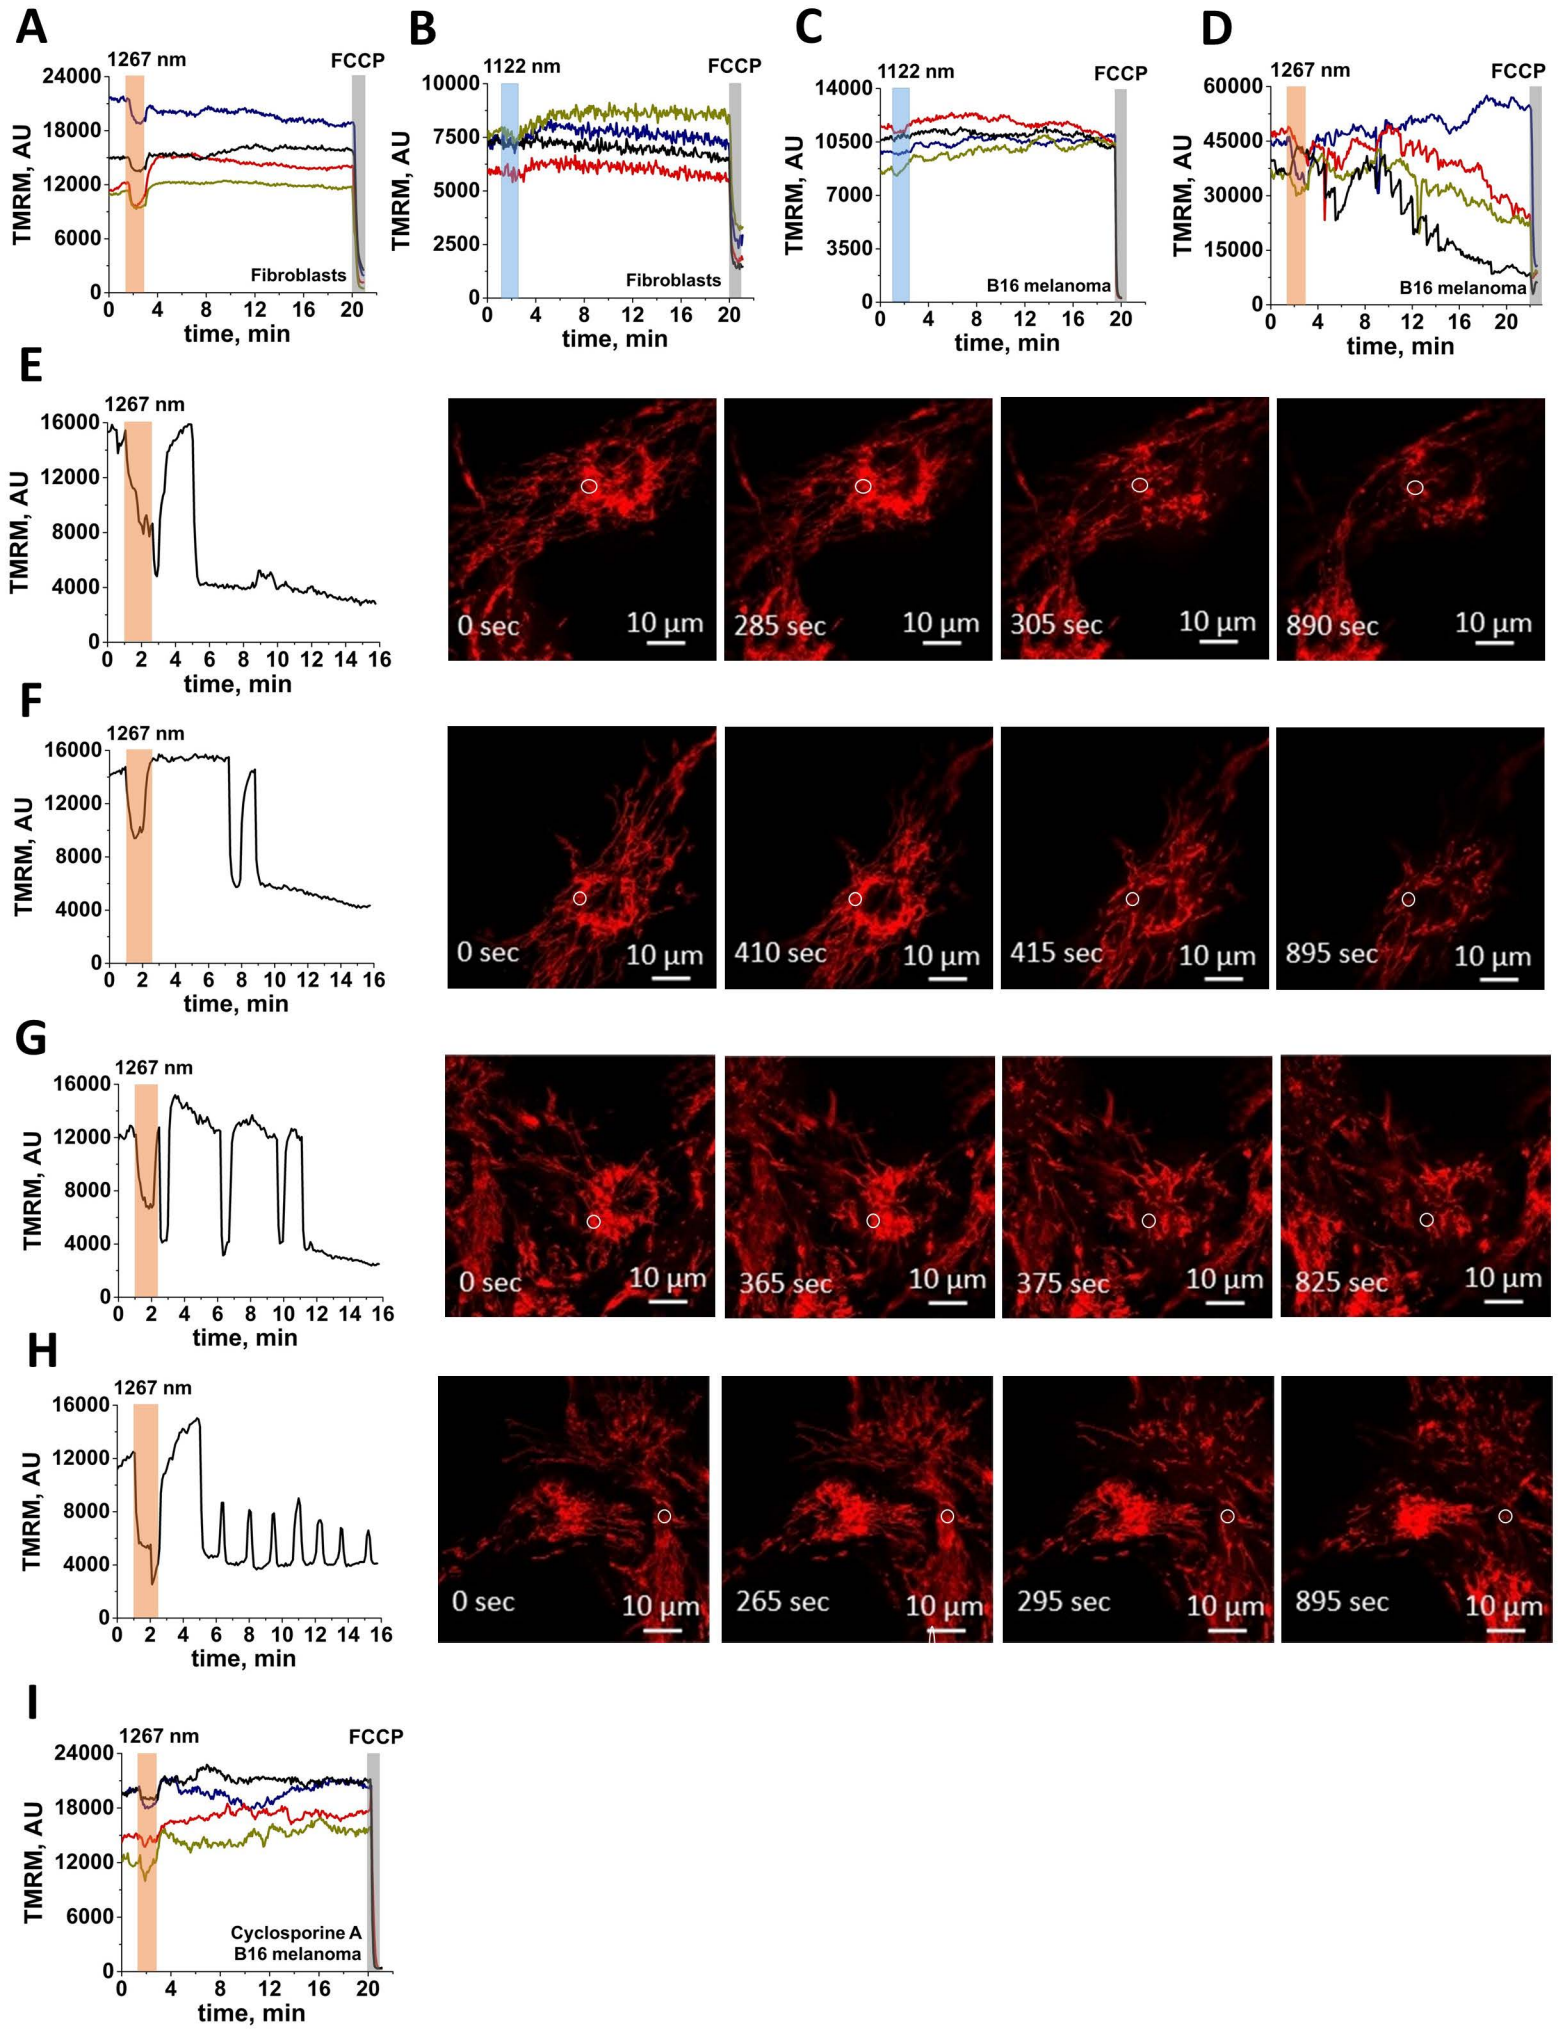 A
1267 nm
FCCP
24000
18000
12000
6000
0
TMRM, AU
Fibroblasts
0 4 8 12 16 20
time, min
B
1122 nm
FCCP
10000
7500
5000
2500
0
TMRM, AU
Fibroblasts
0 4 8 12 16 20
time, min
C
1122 nm
FCCP
14000
10500
7000
3500
0
TMRM, AU
B16 melanoma
0 4 8 12 16 20
time, min
D
1267 nm
FCCP
60000
45000
30000
15000
0
TMRM, AU
B16 melanoma
0 4 8 12 16 20
time, min
E
1267 nm
16000
12000
8000
4000
0
TMRM, AU
0 2 4 6 8 10 12 14 16
time, min
0 sec 10 µm
285 sec 10 µm
305 sec 10 µm
890 sec 10 µm
F
1267 nm
16000
12000
8000
4000
0
TMRM, AU
0 2 4 6 8 10 12 14 16
time, min
0 sec 10 µm
410 sec 10 µm
415 sec 10 µm
895 sec 10 µm
G
1267 nm
16000
12000
8000
4000
0
TMRM, AU
0 2 4 6 8 10 12 14 16
time, min
0 sec 10 µm
365 sec 10 µm
375 sec 10 µm
825 sec 10 µm
H
1267 nm
16000
12000
8000
4000
0
TMRM, AU
0 2 4 6 8 10 12 14 16
time, min
0 sec 10 µm
265 sec 10 µm
295 sec 10 µm
895 sec 10 µm
I
1267 nm
FCCP
24000
18000
12000
6000
0
TMRM, AU
Cyclosporine A
B16 melanoma
0 4 8 12 16 20
time, min